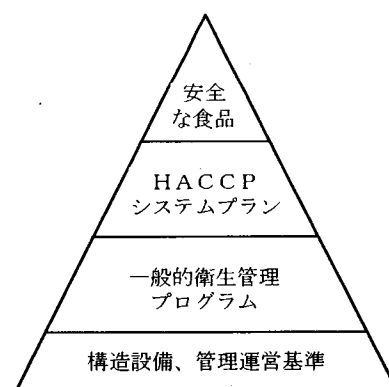 安全
な食品
HACCP
システムプラン
一般的衛生管理
プログラム
構造設備、管理運営基準